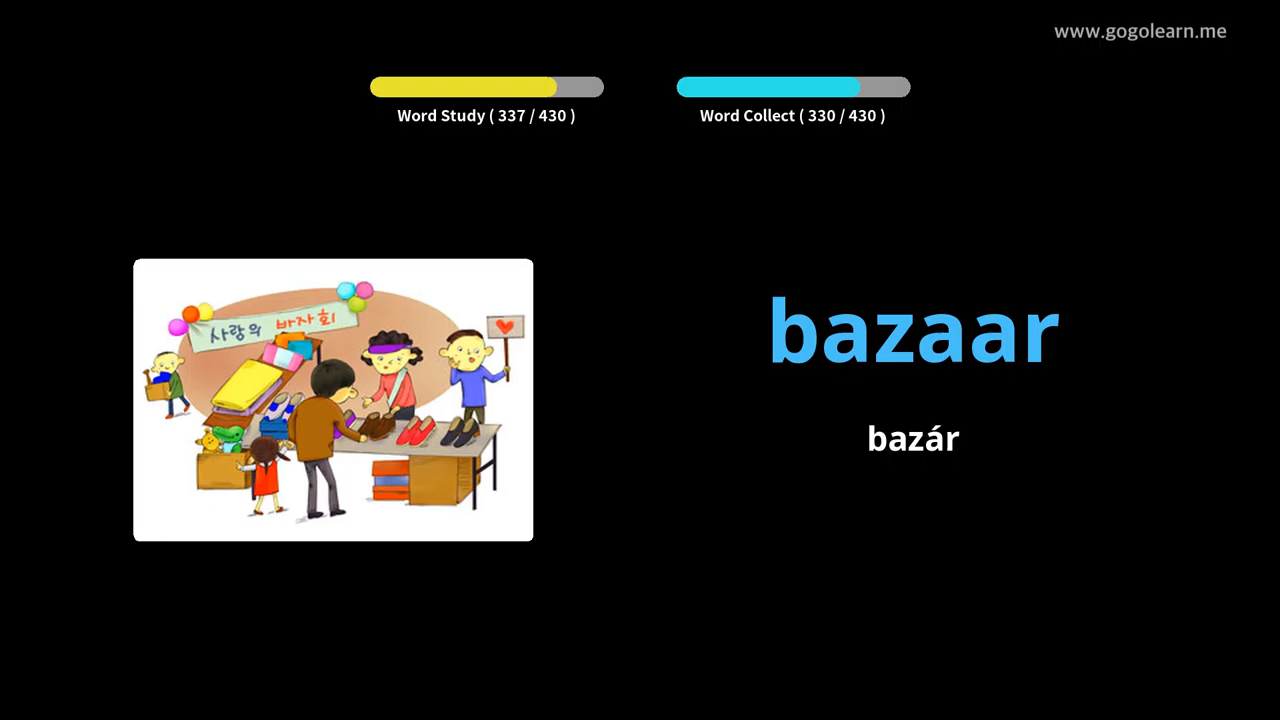 www.gogolearn.me
Word Study ( 337 / 430 )
Word Collect ( 330 / 430 )
사랑의 바자회
bazaar
bazár